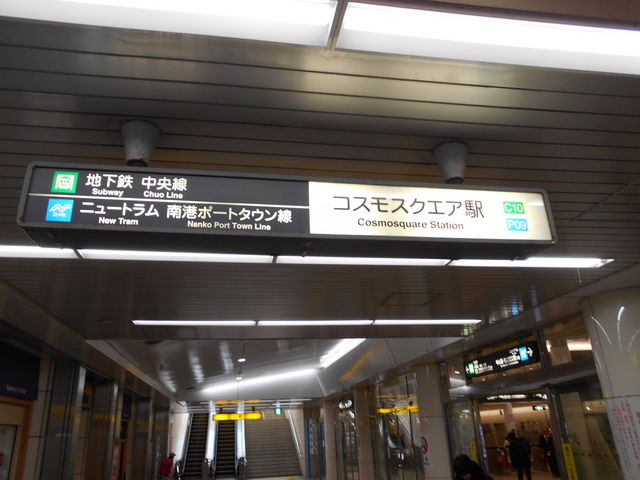 地下鉄 中央線
Subway Chuo Line
ニュートラム 南港ポートタウン線
New Tram Nanko Port Town Line
コスモスクエア駅
Cosmosquare Station
C10
P09